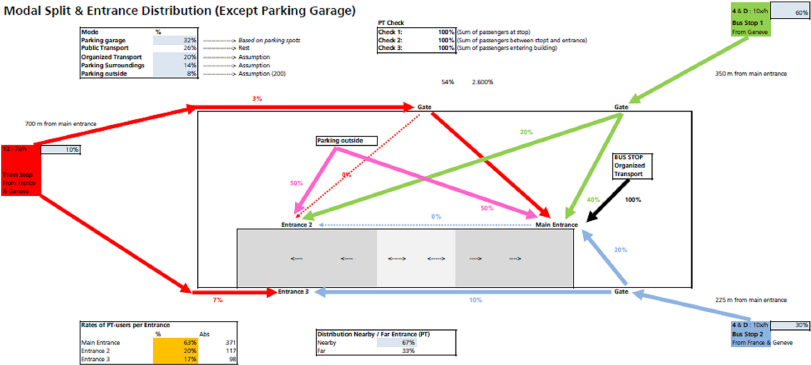 Modal Split & Entrance Distribution (Except Parking Garage)
Mode %
Parking garage 32% Based on parking spots
Public Transport 26% Rest
Organized Transport 20% Assumption
Parking Surroundings 14% Assumption
Parking outside 8% Assumption (200)
PT Check
Check 1: 100% (Sum of passengers at stop)
Check 2: 100% (Sum of passengers between stopt and entrance)
Check 3: 100% (Sum of passengers entering building)
54% 2.600%
4 & D : 10x/h 60%
Bus Stop 1
From Geneve
350 m from main entrance
3%
Gate
Gate
700 m from main entrance
10%
Tram Stop
From France
& Geneve
Parking outside
20%
BUS STOP
Organized
Transport
50%
0%
50%
40%
100%
Entrance 2
0%
Main Entrance
20%
7%
Entrance 3
10%
Gate
225 m from main entrance
4 & D : 10x/h 30%
Bus Stop 2
From France & Geneve
Rates of PT-users per Entrance
% Abs
Main Entrance 63% 371
Entrance 2 20% 117
Entrance 3 17% 98
Distribution Nearby / Far Entrance (PT)
Nearby 67%
Far 33%